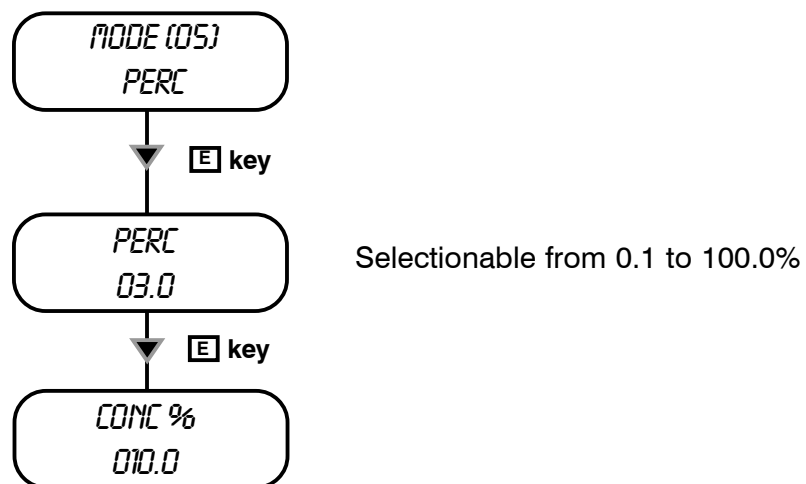 MODE (05)
PERC
E key
PERC
03.0
Selectionable from 0.1 to 100.0%
E key
CONC %
010.0